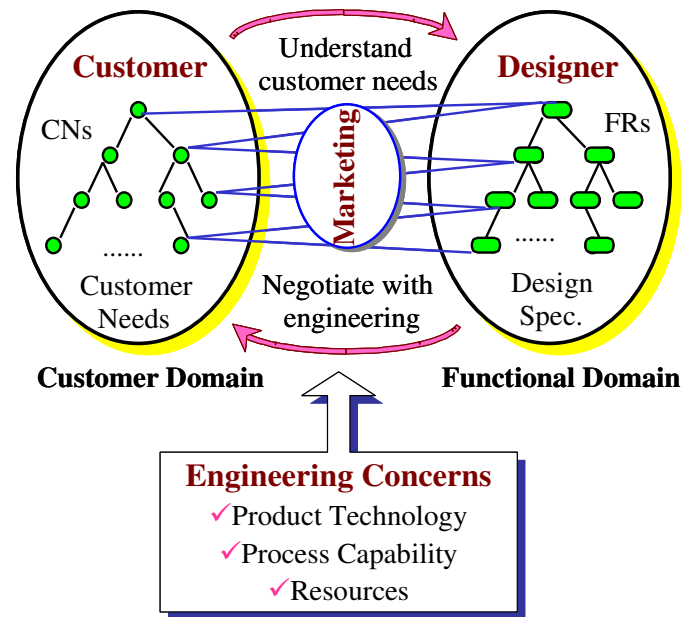 Understand
customer needs
Customer
Designer
CNs
FRs
Marketing
......
......
Customer
Needs
Design
Spec.
Negotiate with
engineering
Customer Domain
Functional Domain
Engineering Concerns
✓Product Technology
✓Process Capability
✓Resources